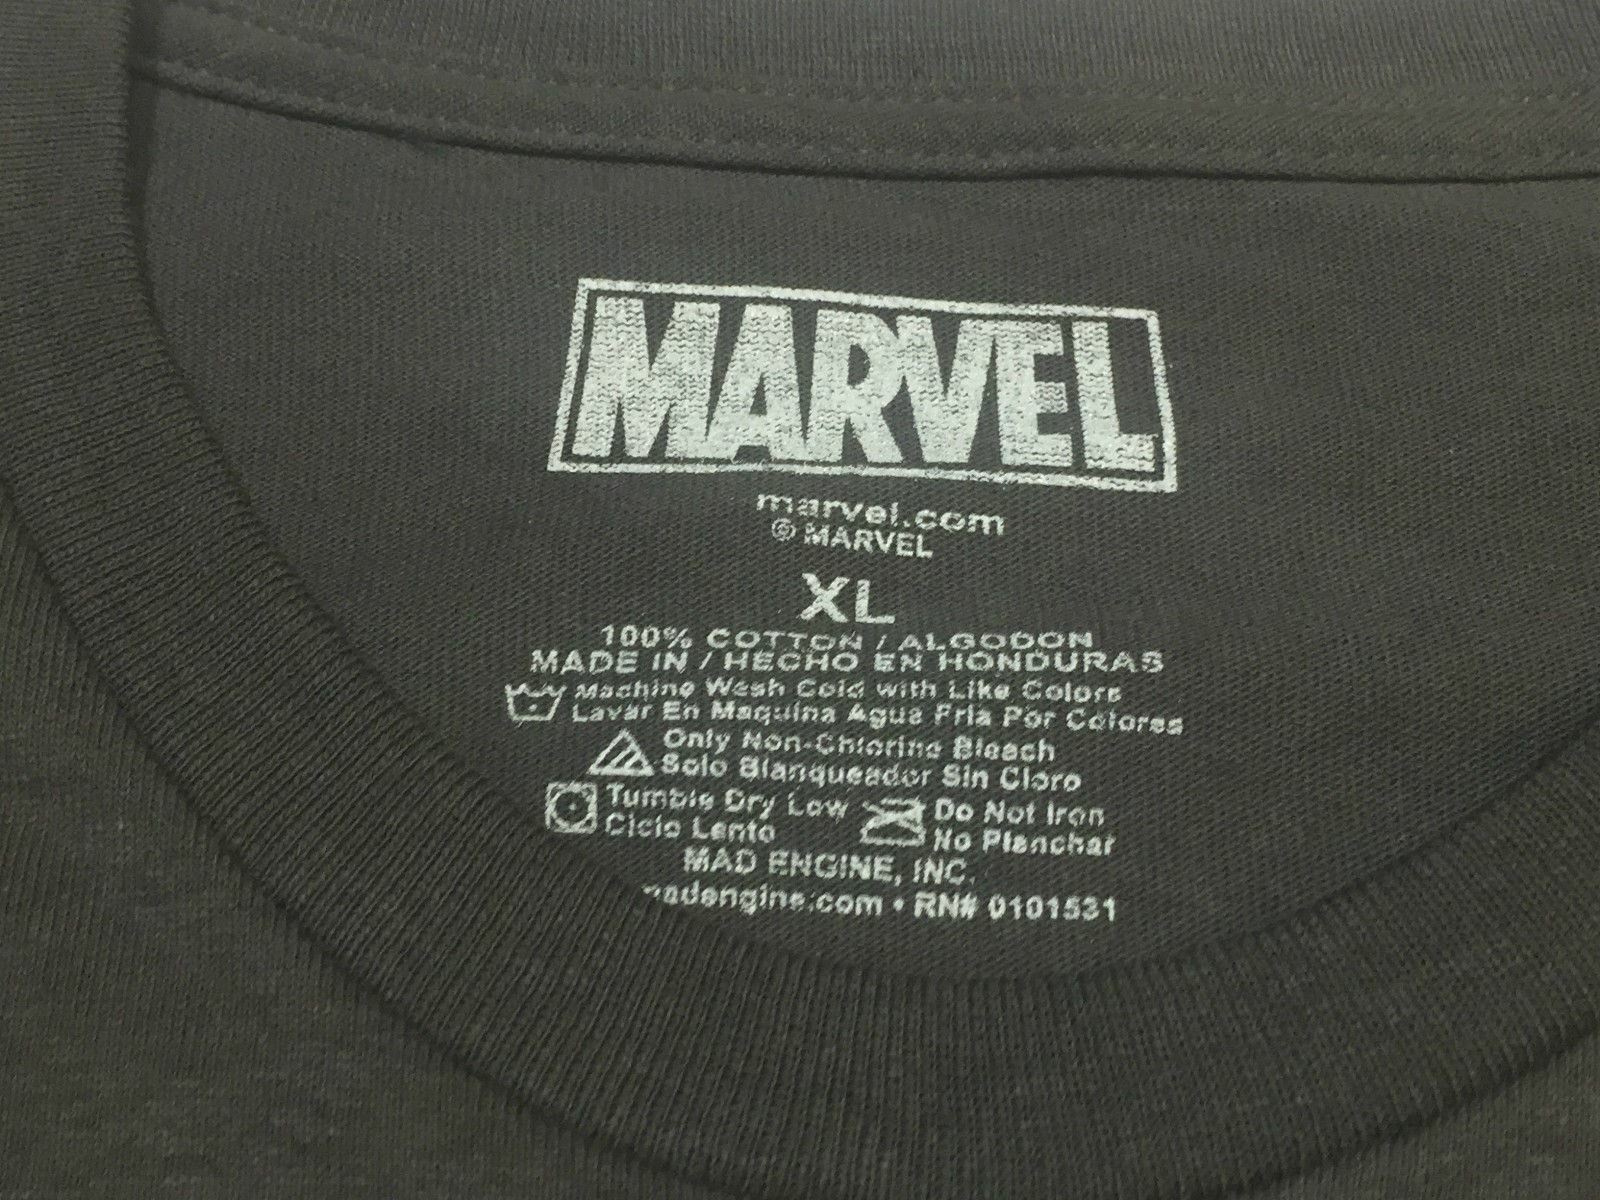 MARVEL
marvel.com
© MARVEL
XL
100% COTTON / ALGODON
MADE IN / HECHO EN HONDURAS
Machine Wash Cold with Like Colors
Lavar En Maquina Agua Fria Por Colores
Only Non-Chlorine Bleach
Solo Blanqueador Sin Cloro
Tumble Dry Low
Ciclo Lento
Do Not Iron
No Planchar
MAD ENGINE, INC.
madengine.com • RN# 0101531